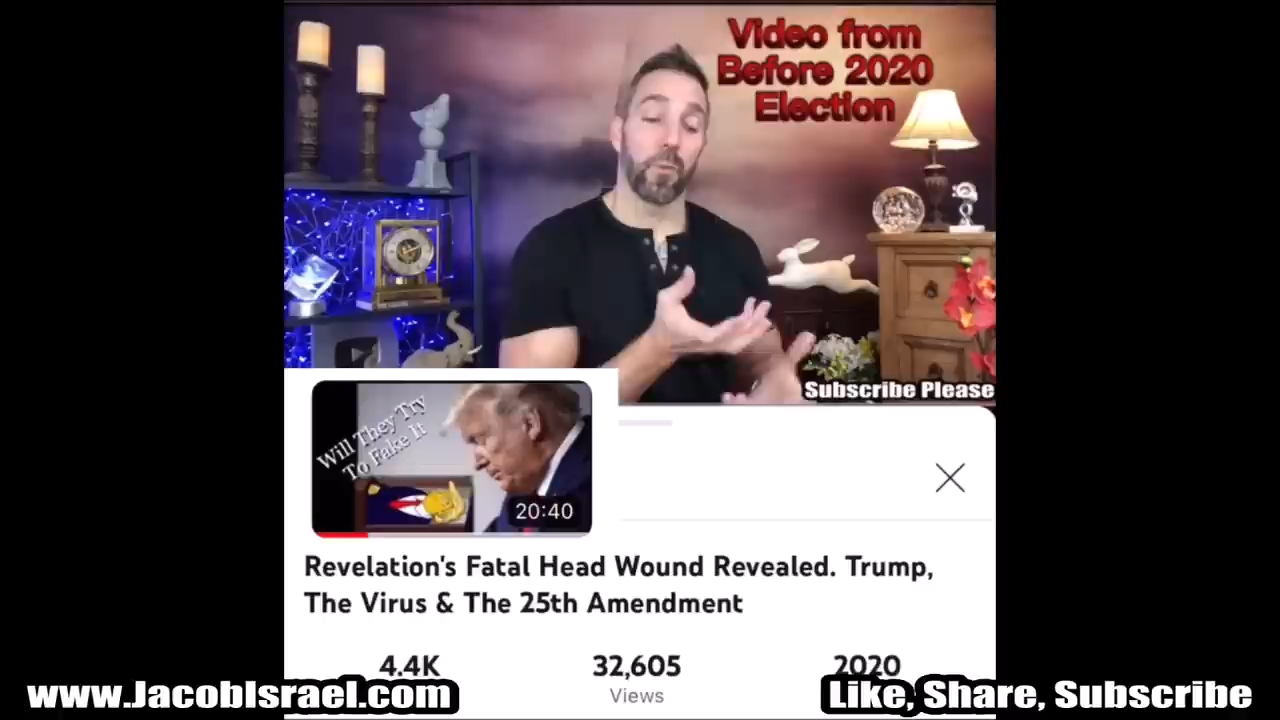 Video from
Before 2020
Election
Subscribe Please
Will They Try
To Fake It
20:40
Revelation's Fatal Head Wound Revealed. Trump,
The Virus & The 25th Amendment
4.4K
32,605
2020
Views
www.JacobIsrael.com
Like, Share, Subscribe